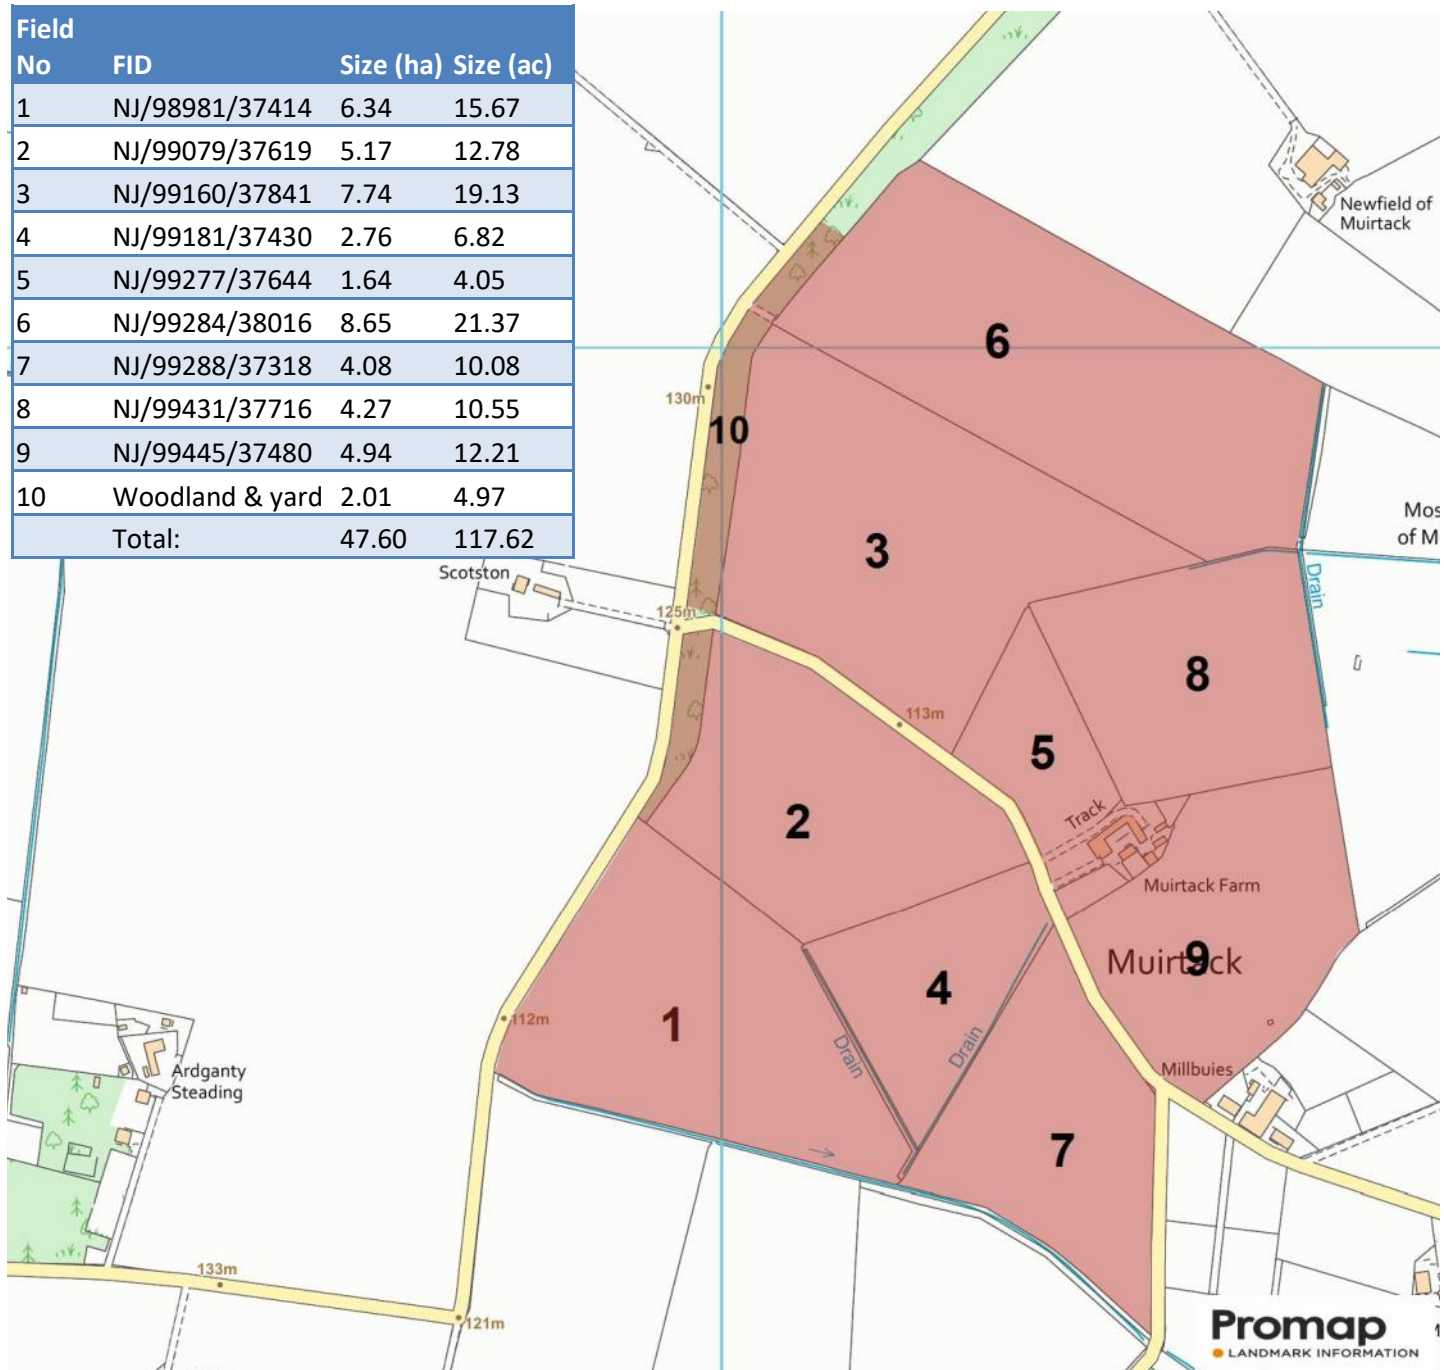 Field
No FID Size (ha) Size (ac)
1 NJ/98981/37414 6.34 15.67
2 NJ/99079/37619 5.17 12.78
3 NJ/99160/37841 7.74 19.13
4 NJ/99181/37430 2.76 6.82
5 NJ/99277/37644 1.64 4.05
6 NJ/99284/38016 8.65 21.37
7 NJ/99288/37318 4.08 10.08
8 NJ/99431/37716 4.27 10.55
9 NJ/99445/37480 4.94 12.21
10 Woodland & yard 2.01 4.97
Total: 47.60 117.62
Newfield of
Muirtack
6
130m
10
Mos
of M
3
Scotston
Drain
125m
8
113m
5
2
Track
Muirtack Farm
Muirtack
9
4
1
112m
Drain
Drain
Millbuies
Ardganty
Steading
7
133m
121m
Promap
LANDMARK INFORMATION